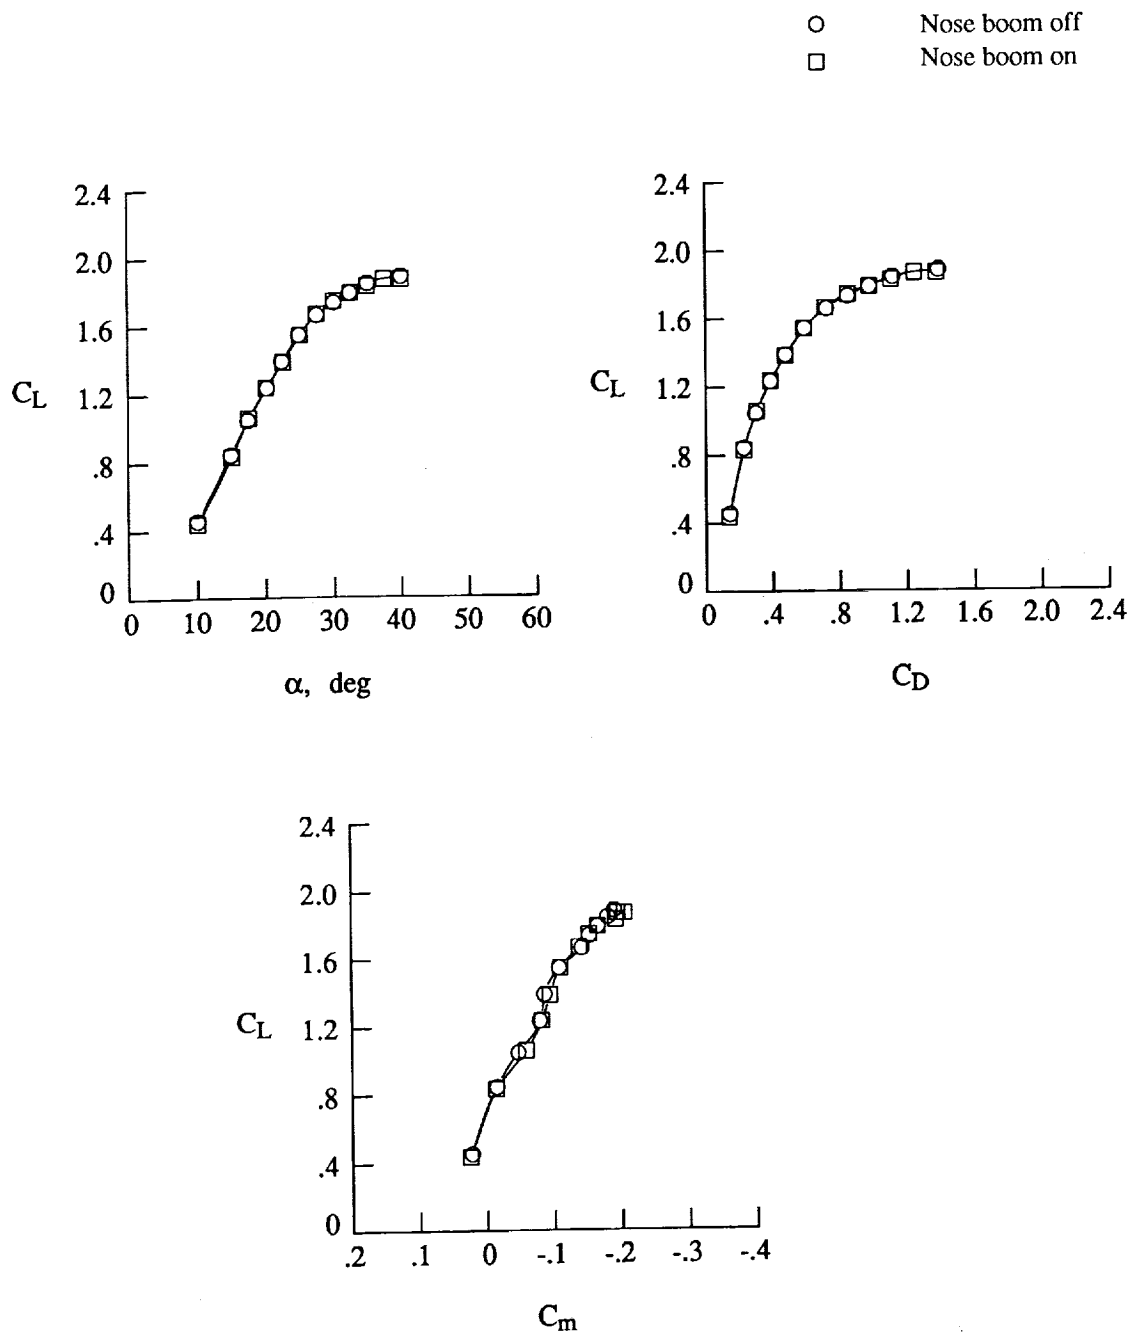 Nose boom off
Nose boom on
2.4
2.0
1.6
C_L 1.2
.8
.4
0
0 10 20 30 40 50 60
α, deg
2.4
2.0
1.6
C_L 1.2
.8
.4
0
0 .4 .8 1.2 1.6 2.0 2.4
C_D
2.4
2.0
1.6
C_L 1.2
.8
.4
0
.2 .1 0 -.1 -.2 -.3 -.4
C_m